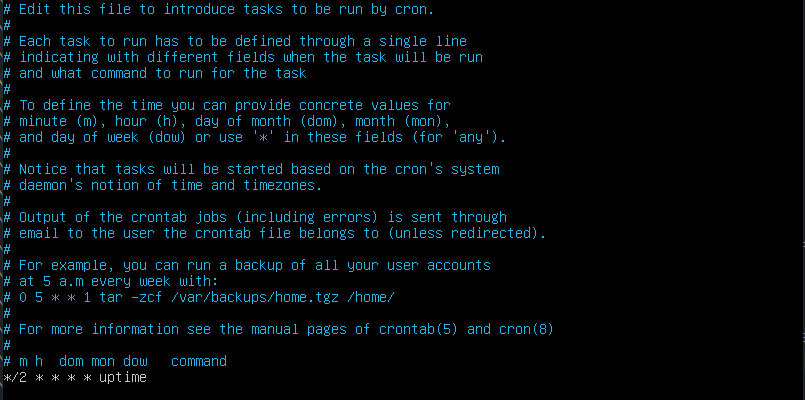 # Edit this file to introduce tasks to be run by cron.
#
# Each task to run has to be defined through a single line
# indicating with different fields when the task will be run
# and what command to run for the task
#
# To define the time you can provide concrete values for
# minute (m), hour (h), day of month (dom), month (mon),
# and day of week (dow) or use '*' in these fields (for 'any').
#
# Notice that tasks will be started based on the cron's system
# daemon's notion of time and timezones.
#
# Output of the crontab jobs (including errors) is sent through
# email to the user the crontab file belongs to (unless redirected).
#
# For example, you can run a backup of all your user accounts
# at 5 a.m every week with:
# 0 5 * * 1 tar -zcf /var/backups/home.tgz /home/
#
# For more information see the manual pages of crontab(5) and cron(8)
#
# m h  dom mon dow   command
*/2 * * * * uptime